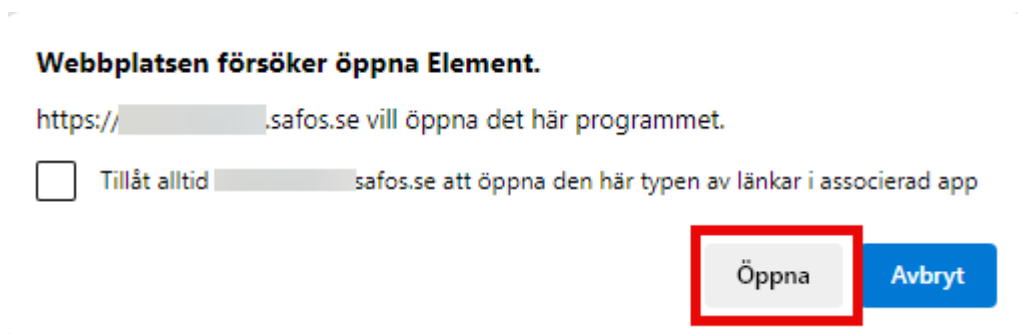 Webbplatsen försöker öppna Element.
https:// .safos.se vill öppna det här programmet.
Tillåt alltid safos.se att öppna den här typen av länkar i associerad app
Öppna
Avbryt